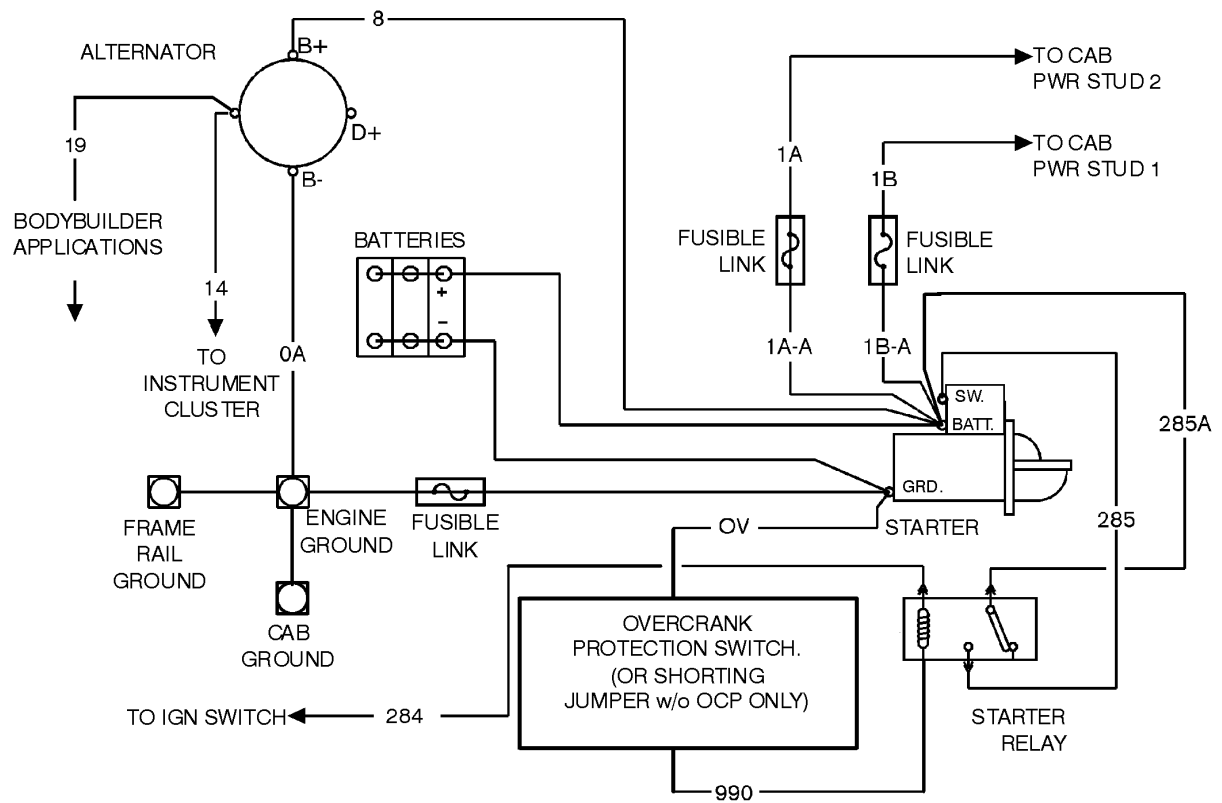 8
ALTERNATOR
B+
D+
B-
19
BODYBUILDER
APPLICATIONS
14
TO
INSTRUMENT
CLUSTER
0A
BATTERIES
+
–
TO CAB
PWR STUD 2
TO CAB
PWR STUD 1
1A
1B
FUSIBLE
LINK
FUSIBLE
LINK
1A-A
1B-A
SW.
BATT.
285A
GRD.
STARTER
285
FRAME
RAIL
GROUND
ENGINE
GROUND
FUSIBLE
LINK
OV
CAB
GROUND
OVERCRANK
PROTECTION SWITCH.
(OR SHORTING
JUMPER w/o OCP ONLY)
TO IGN SWITCH
284
STARTER
RELAY
990